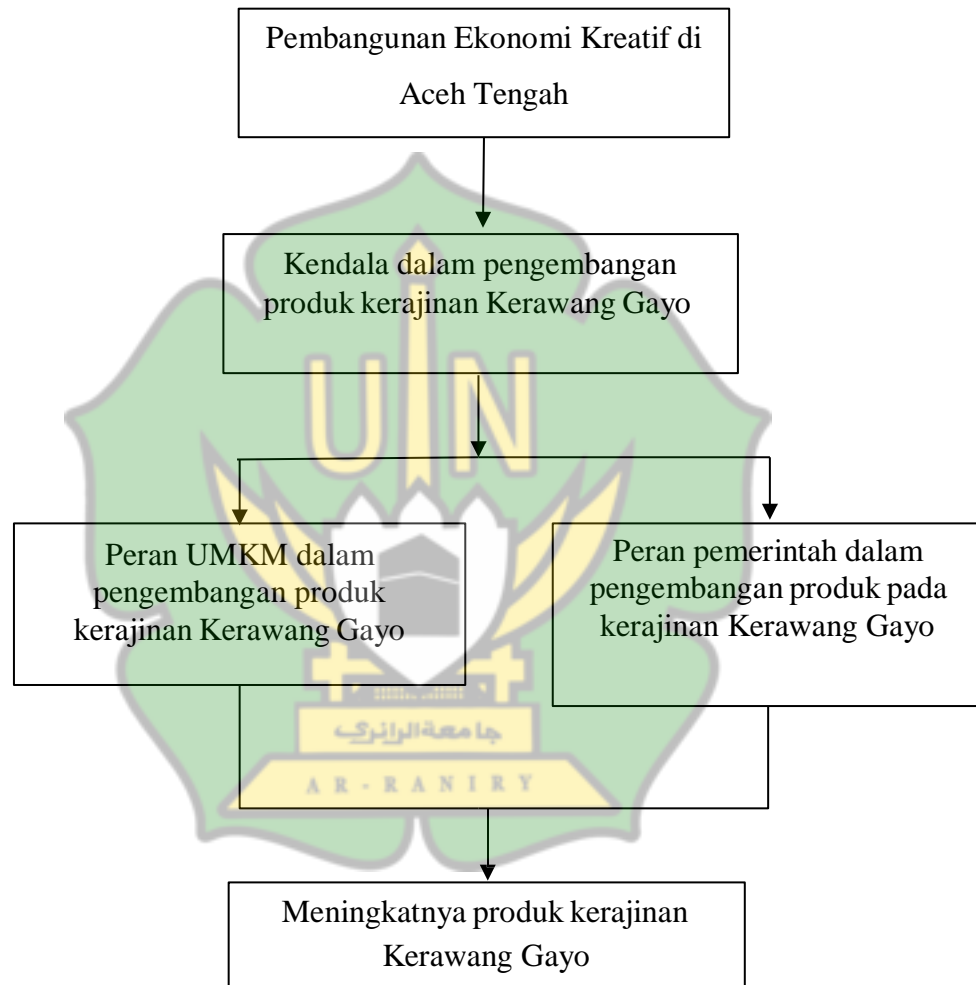 Pembangunan Ekonomi Kreatif di
Aceh Tengah
Kendala dalam pengembangan
produk kerajinan Kerawang Gayo
UIN
Peran UMKM dalam
pengembangan produk
kerajinan Kerawang Gayo
Peran pemerintah dalam
pengembangan produk pada
kerajinan Kerawang Gayo
جامعة الرانري
AR-RANIRY
Meningkatnya produk kerajinan
Kerawang Gayo